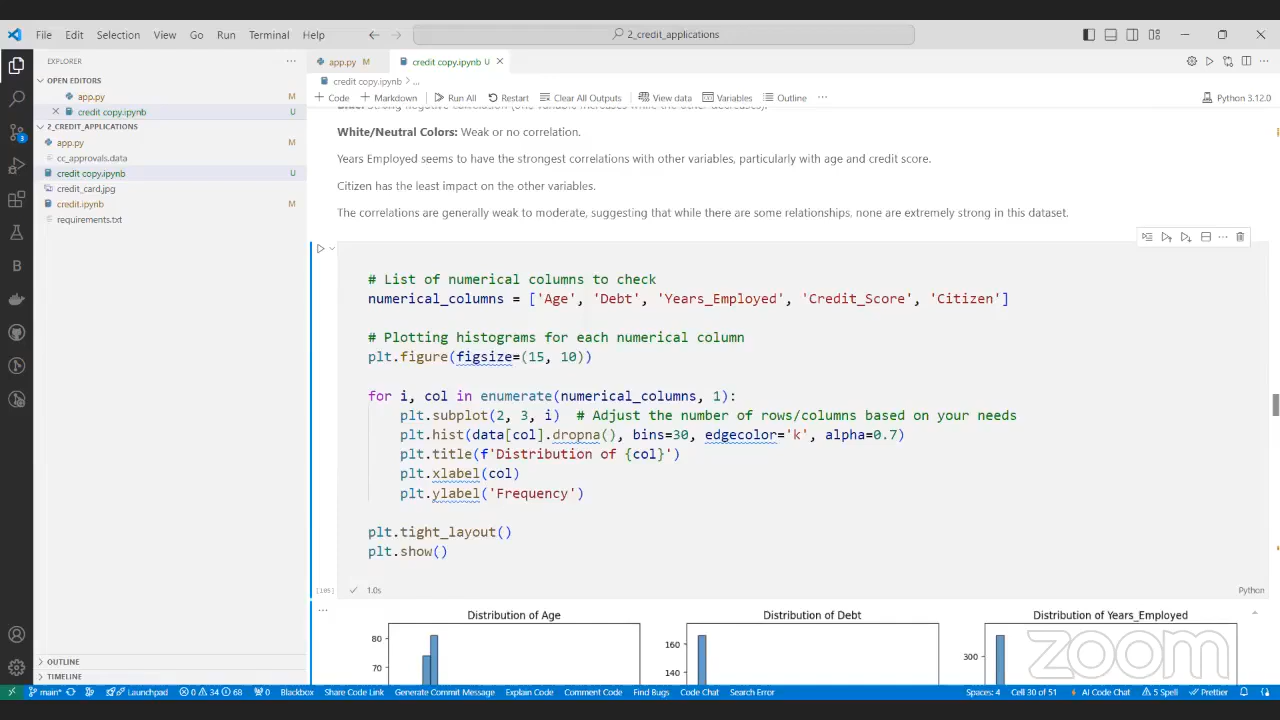 File Edit Selection View Go Run Terminal Help
2_credit_applications
EXPLORER
OPEN EDITORS
app.py M
credit copy.ipynb U
2_CREDIT_APPLICATIONS
app.py M
cc_approvals.data
credit copy.ipynb U
credit_card.jpg
credit.ipynb M
requirements.txt
OUTLINE
TIMELINE
app.py M
credit copy.ipynb U
credit copy.ipynb > ...
Code Markdown Run All Restart Clear All Outputs View data Variables Outline ... Python 3.12.0
White/Neutral Colors: Weak or no correlation.
Years Employed seems to have the strongest correlations with other variables, particularly with age and credit score.
Citizen has the least impact on the other variables.
The correlations are generally weak to moderate, suggesting that while there are some relationships, none are extremely strong in this dataset.
# List of numerical columns to check
numerical_columns = ['Age', 'Debt', 'Years_Employed', 'Credit_Score', 'Citizen']
# Plotting histograms for each numerical column
plt.figure(figsize=(15, 10))
for i, col in enumerate(numerical_columns, 1):
plt.subplot(2, 3, i) # Adjust the number of rows/columns based on your needs
plt.hist(data[col].dropna(), bins=30, edgecolor='k', alpha=0.7)
plt.title(f'Distribution of {col}')
plt.xlabel(col)
plt.ylabel('Frequency')
plt.tight_layout()
plt.show()
[105] 1.0s Python
Distribution of Age
80
70
Distribution of Debt
160
140
Distribution of Years_Employed
300
zoom
main* Launchpad 0 34 68 0 Blackbox Share Code Link Generate Commit Message Explain Code Comment Code Find Bugs Code Chat Search Error Spaces: 4 Cell 30 of 51 AI Code Chat 5 Spell Prettier